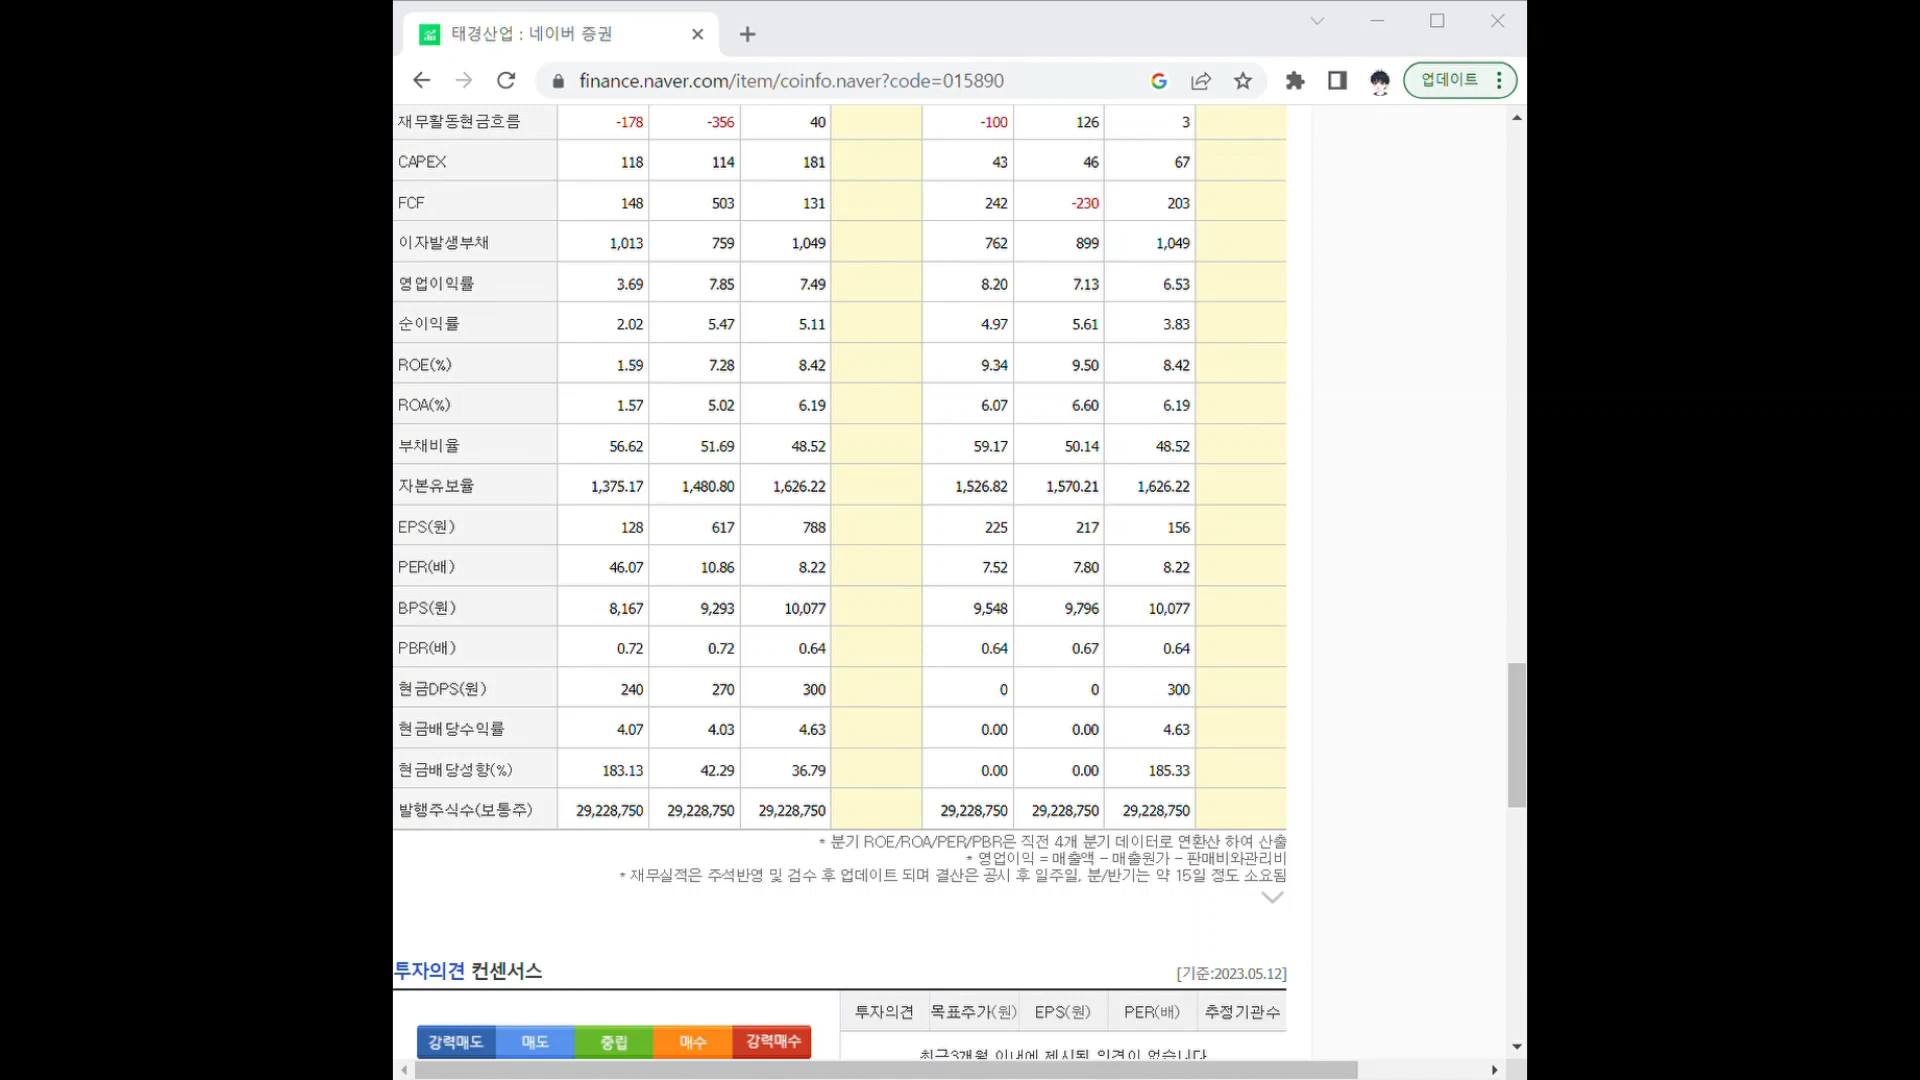 태경산업 : 네이버 증권
finance.naver.com/item/coinfo.naver?code=015890
업데이트
재무활동현금흐름 -178 -356 40 -100 126 3
CAPEX 118 114 181 43 46 67
FCF 148 503 131 242 -230 203
이자발생부채 1,013 759 1,049 762 899 1,049
영업이익률 3.69 7.85 7.49 8.20 7.13 6.53
순이익률 2.02 5.47 5.11 4.97 5.61 3.83
ROE(%) 1.59 7.28 8.42 9.34 9.50 8.42
ROA(%) 1.57 5.02 6.19 6.07 6.60 6.19
부채비율 56.62 51.69 48.52 59.17 50.14 48.52
자본유보율 1,375.17 1,480.80 1,626.22 1,526.82 1,570.21 1,626.22
EPS(원) 128 617 788 225 217 156
PER(배) 46.07 10.86 8.22 7.52 7.80 8.22
BPS(원) 8,167 9,293 10,077 9,548 9,796 10,077
PBR(배) 0.72 0.72 0.64 0.64 0.67 0.64
현금DPS(원) 240 270 300 0 0 300
현금배당수익률 4.07 4.03 4.63 0.00 0.00 4.63
현금배당성향(%) 183.13 42.29 36.79 0.00 0.00 185.33
발행주식수(보통주) 29,228,750 29,228,750 29,228,750 29,228,750 29,228,750 29,228,750
* 분기 ROE/ROA/PER/PBR은 직전 4개 분기 데이터로 연환산 하여 산출
* 영업이익 = 매출액 - 매출원가 - 판매비와관리비
* 재무실적은 주석반영 및 검수 후 업데이트 되며 결산은 공시 후 일주일, 분/반기는 약 15일 정도 소요됨
투자의견 컨센서스 [기준:2023.05.12]
투자의견 목표주가(원) EPS(원) PER(배) 추정기관수
강력매도 매도 중립 매수 강력매수
최근3개월 이내에 제시된 의견이 없습니다